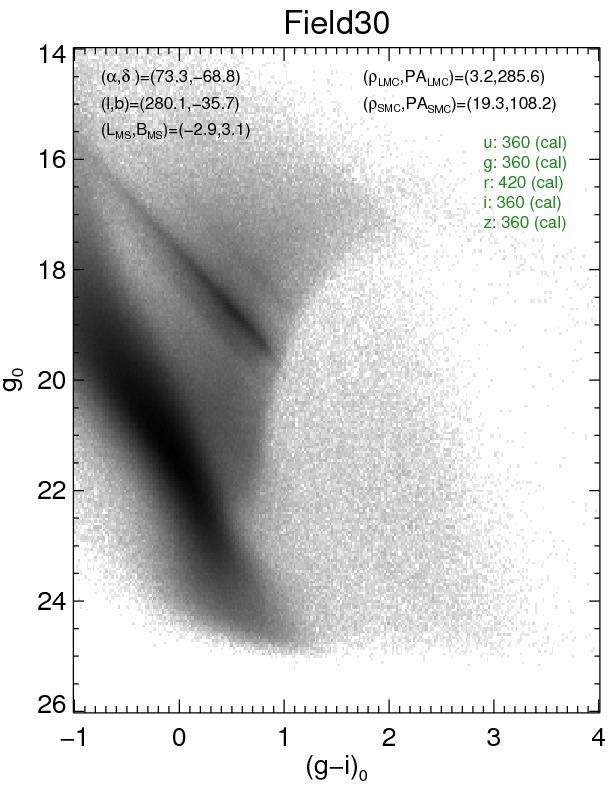 Field30
(α,δ )=(73.3,−68.8)
(l,b)=(280.1,−35.7)
(LMS,BMS)=(−2.9,3.1)
(ρLMC,PALMC)=(3.2,285.6)
(ρSMC,PASMC)=(19.3,108.2)
u: 360 (cal)
g: 360 (cal)
r: 420 (cal)
i: 360 (cal)
z: 360 (cal)
14
16
18
20
22
24
26
g0
−1 0 1 2 3 4
(g−i)0